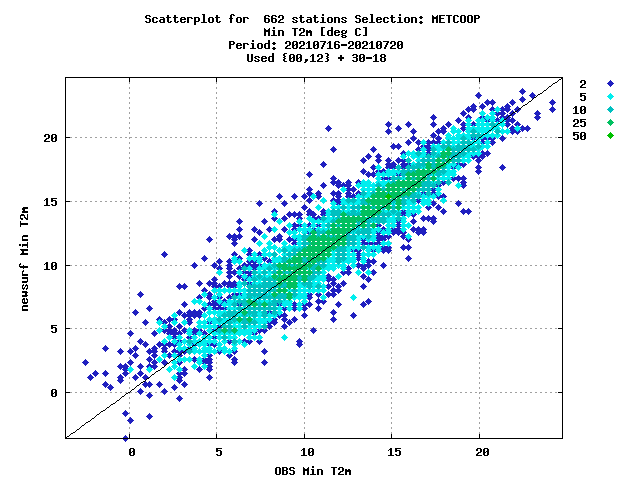 Scatterplot for  662 stations Selection: METCOOP
Min T2m [deg C]
Period: 20210716-20210720
Used {00,12} + 30-18
2
5
10
25
50
20
15
10
5
0
newsurf Min T2m
0 5 10 15 20
OBS Min T2m